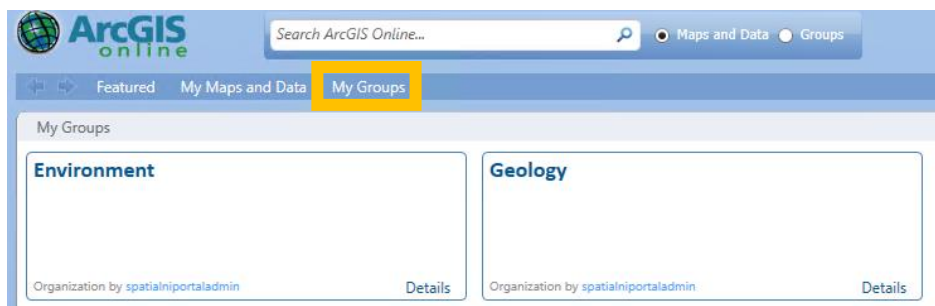 ArcGIS
online
Search ArcGIS Online...
Maps and Data
Groups
Featured
My Maps and Data
My Groups
My Groups
Environment
Geology
Organization by spatialniportaladmin
Details
Organization by spatialniportaladmin
Details